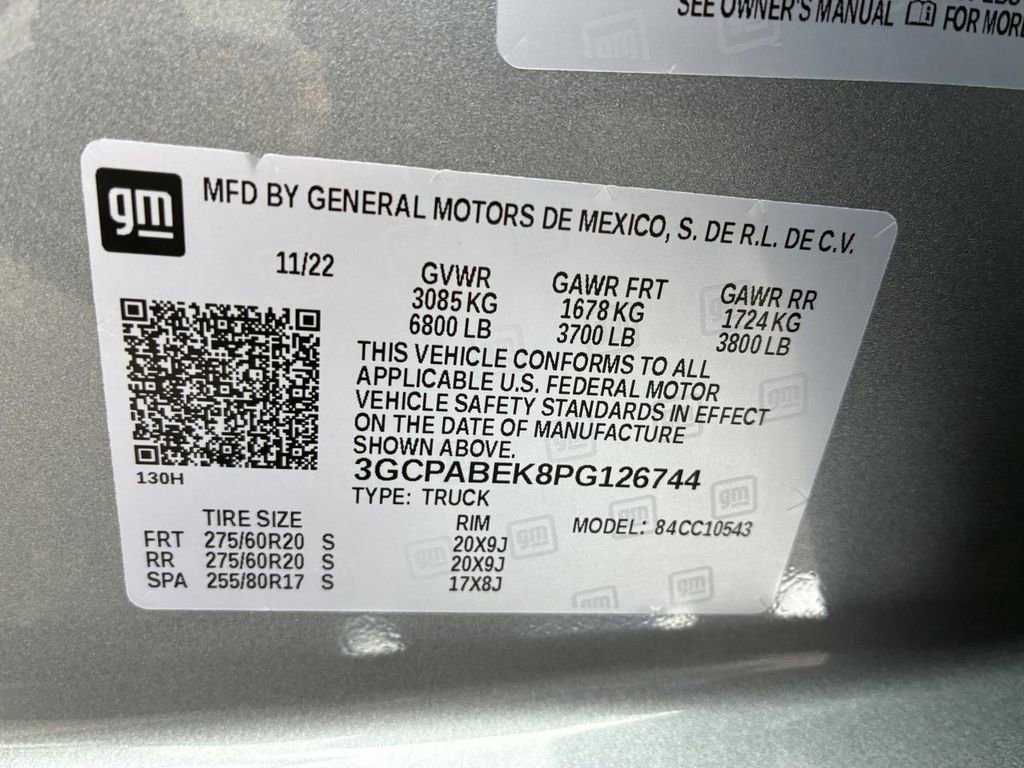 SEE OWNER'S MANUAL FOR MORE
gm
MFD BY GENERAL MOTORS DE MEXICO, S. DE R.L. DE C.V.
11/22 GVWR GAWR FRT GAWR RR
3085 KG 1678 KG 1724 KG
6800 LB 3700 LB 3800 LB
THIS VEHICLE CONFORMS TO ALL
APPLICABLE U.S. FEDERAL MOTOR
VEHICLE SAFETY STANDARDS IN EFFECT
ON THE DATE OF MANUFACTURE
SHOWN ABOVE.
3GCPABEK8PG126744
130H
TYPE: TRUCK
TIRE SIZE RIM MODEL: 84CC10543
FRT 275/60R20 S 20X9J
RR 275/60R20 S 20X9J
SPA 255/80R17 S 17X8J